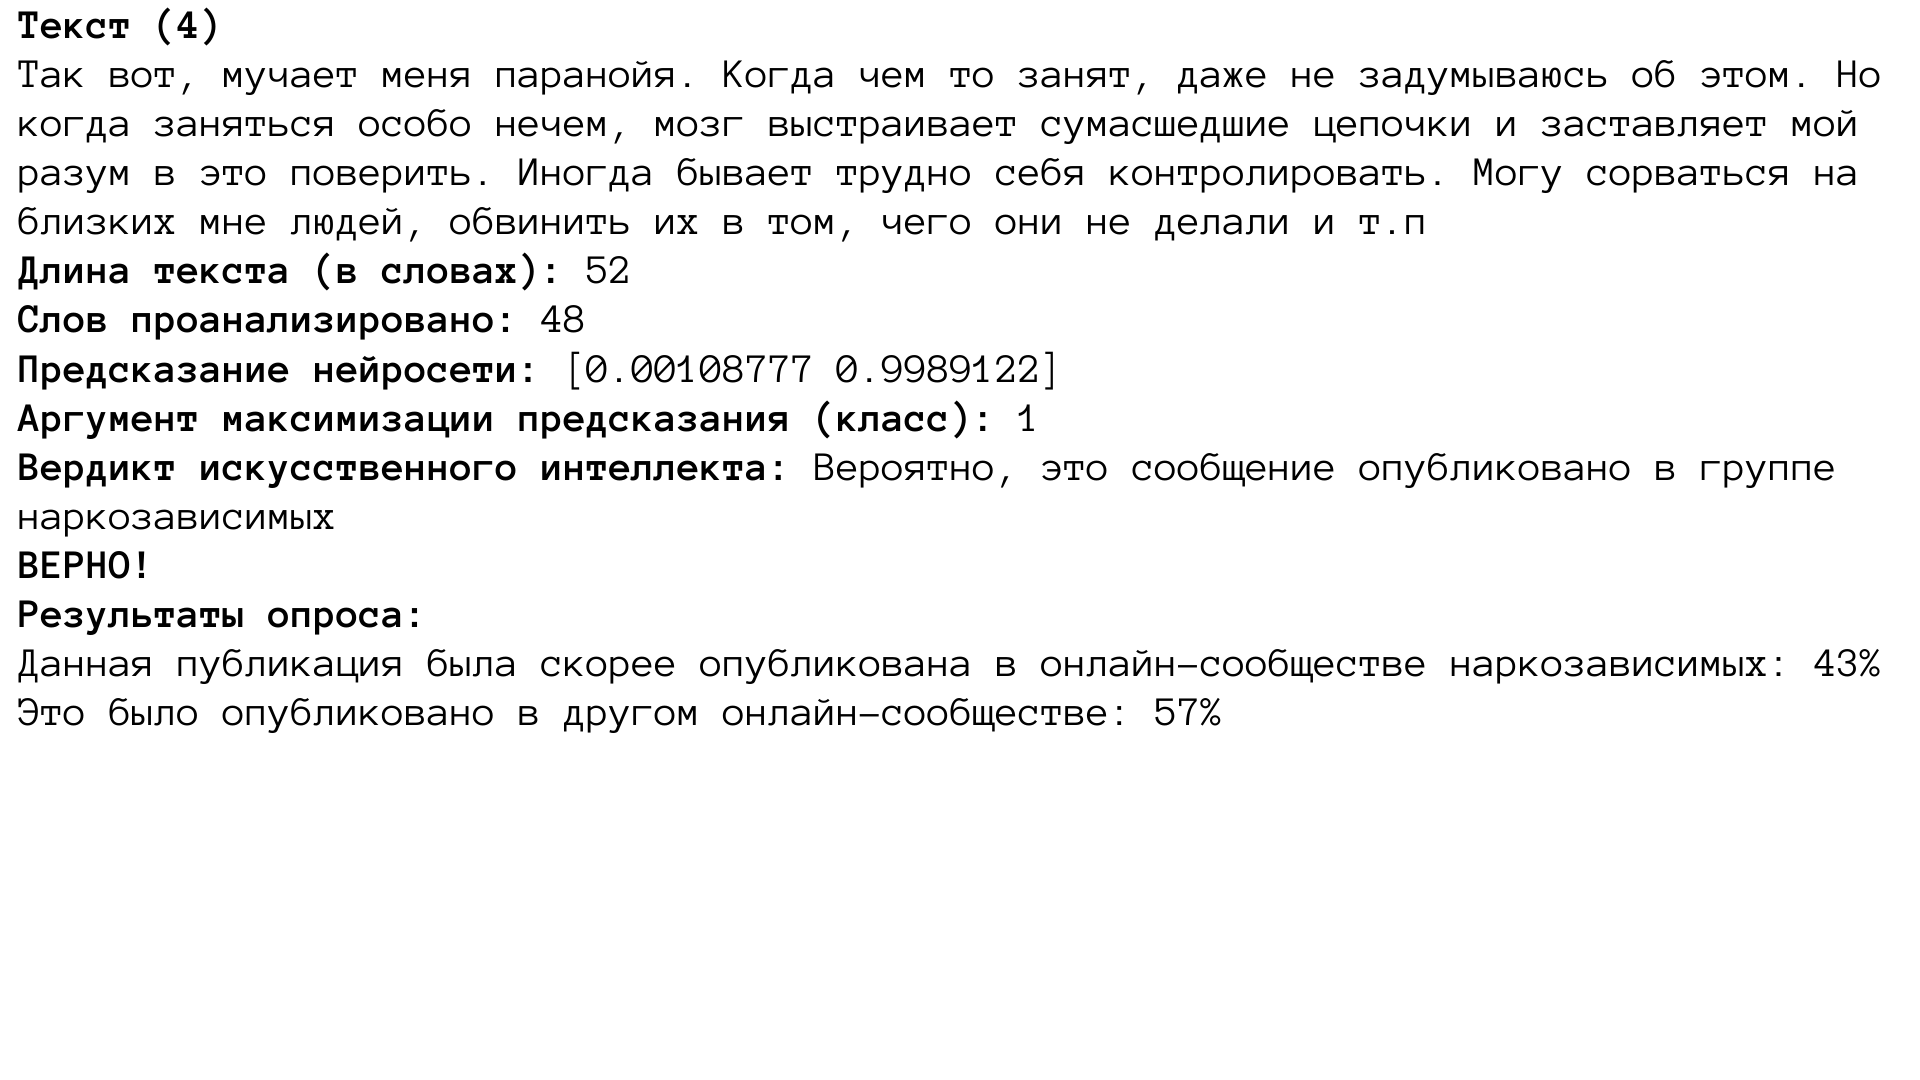 Текст (4)
Так вот, мучает меня паранойя. Когда чем то занят, даже не задумываюсь об этом. Но
когда заняться особо нечем, мозг выстраивает сумасшедшие цепочки и заставляет мой
разум в это поверить. Иногда бывает трудно себя контролировать. Могу сорваться на
близких мне людей, обвинить их в том, чего они не делали и т.п
Длина текста (в словах): 52
Слов проанализировано: 48
Предсказание нейросети: [0.00108777 0.9989122]
Аргумент максимизации предсказания (класс): 1
Вердикт искусственного интеллекта: Вероятно, это сообщение опубликовано в группе
наркозависимых
ВЕРНО!
Результаты опроса:
Данная публикация была скорее опубликована в онлайн-сообществе наркозависимых: 43%
Это было опубликовано в другом онлайн-сообществе: 57%